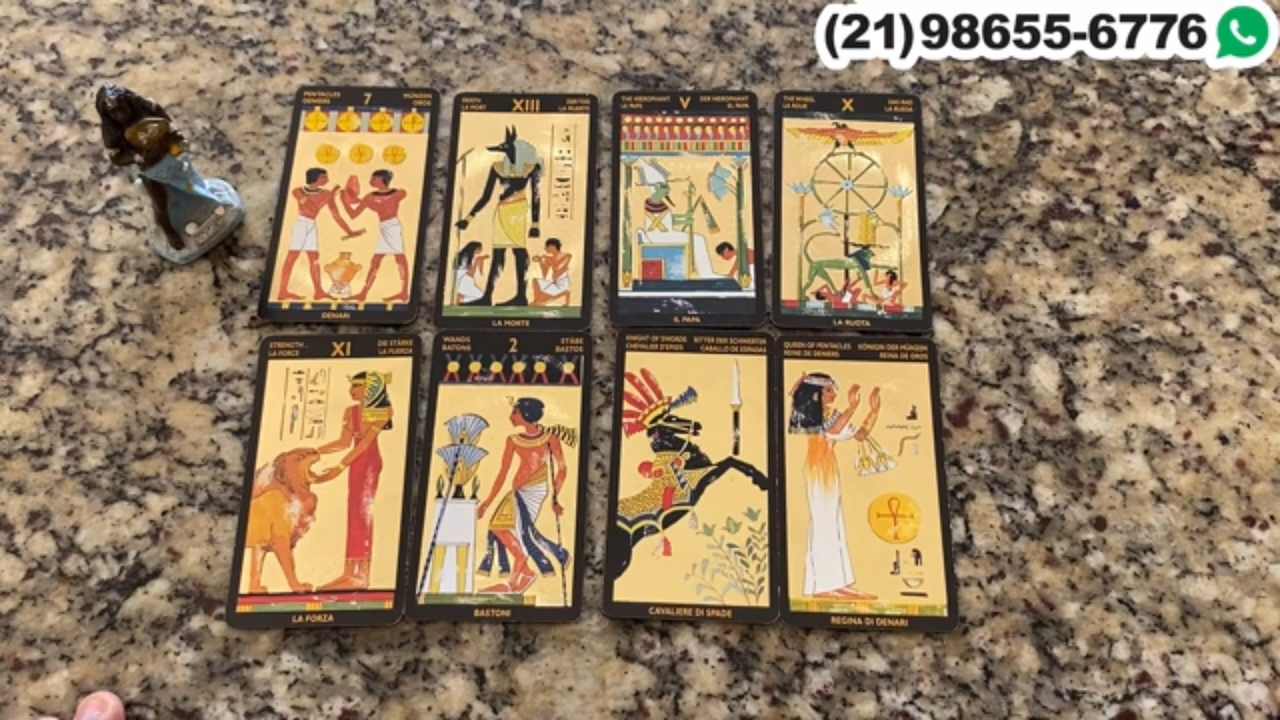 (21)98655-6776
PENTACLES
DENIERS
7
MÜNZEN
OROS
DENARI
DEATH
LA MORT
XIII
DER TOD
LA MUERTE
LA MORTE
THE HIEROPHANT
LE PAPE
V
DER HIEROPHANT
EL PAPA
IL PAPA
THE WHEEL
LA ROUE
X
DAS RAD
LA RUEDA
LA RUOTA
STRENGTH
LA FORCE
XI
DIE STÄRKE
LA FUERZA
LA FORZA
WANDS
BATONS
2
STÄBE
BASTOS
BASTONI
KNIGHT OF SWORDS
CHEVALIER D'EPEES
RITTER DER SCHWERTER
CABALLO DE ESPADAS
CAVALIERE DI SPADE
QUEEN OF PENTACLES
REINE DE DENIERS
KÖNIGIN DER MÜNZEN
REINA DE OROS
REGINA DI DENARI